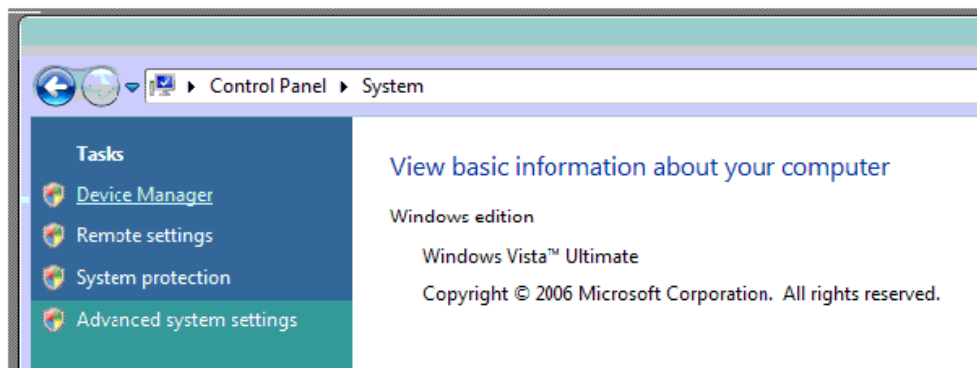 Control Panel System
Tasks
Device Manager
Remote settings
System protection
Advanced system settings
View basic information about your computer
Windows edition
Windows Vista™ Ultimate
Copyright © 2006 Microsoft Corporation. All rights reserved.